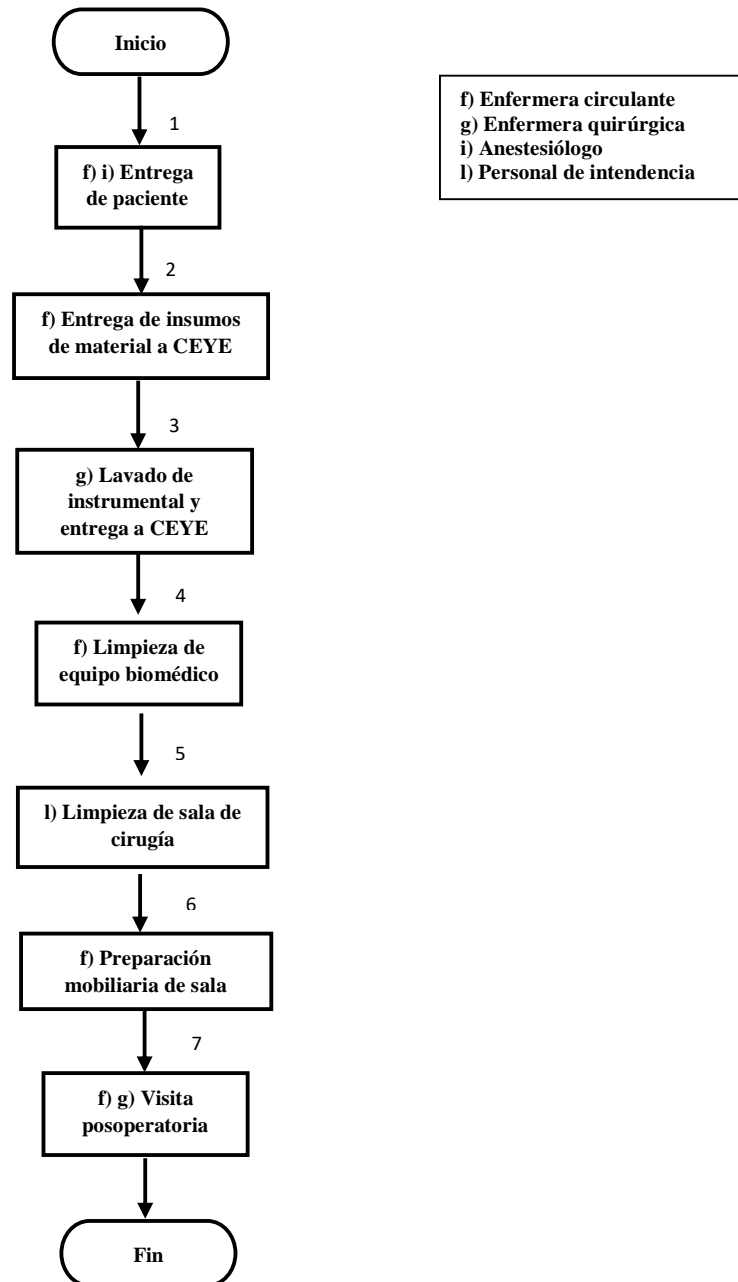 Inicio
1
f) i) Entrega
de paciente
2
f) Entrega de insumos
de material a CEYE
3
g) Lavado de
instrumental y
entrega a CEYE
4
f) Limpieza de
equipo biomédico
5
l) Limpieza de sala de
cirugía
6
f) Preparación
mobiliaria de sala
7
f) g) Visita
posoperatoria
Fin
f) Enfermera circulante
g) Enfermera quirúrgica
i) Anestesiólogo
l) Personal de intendencia